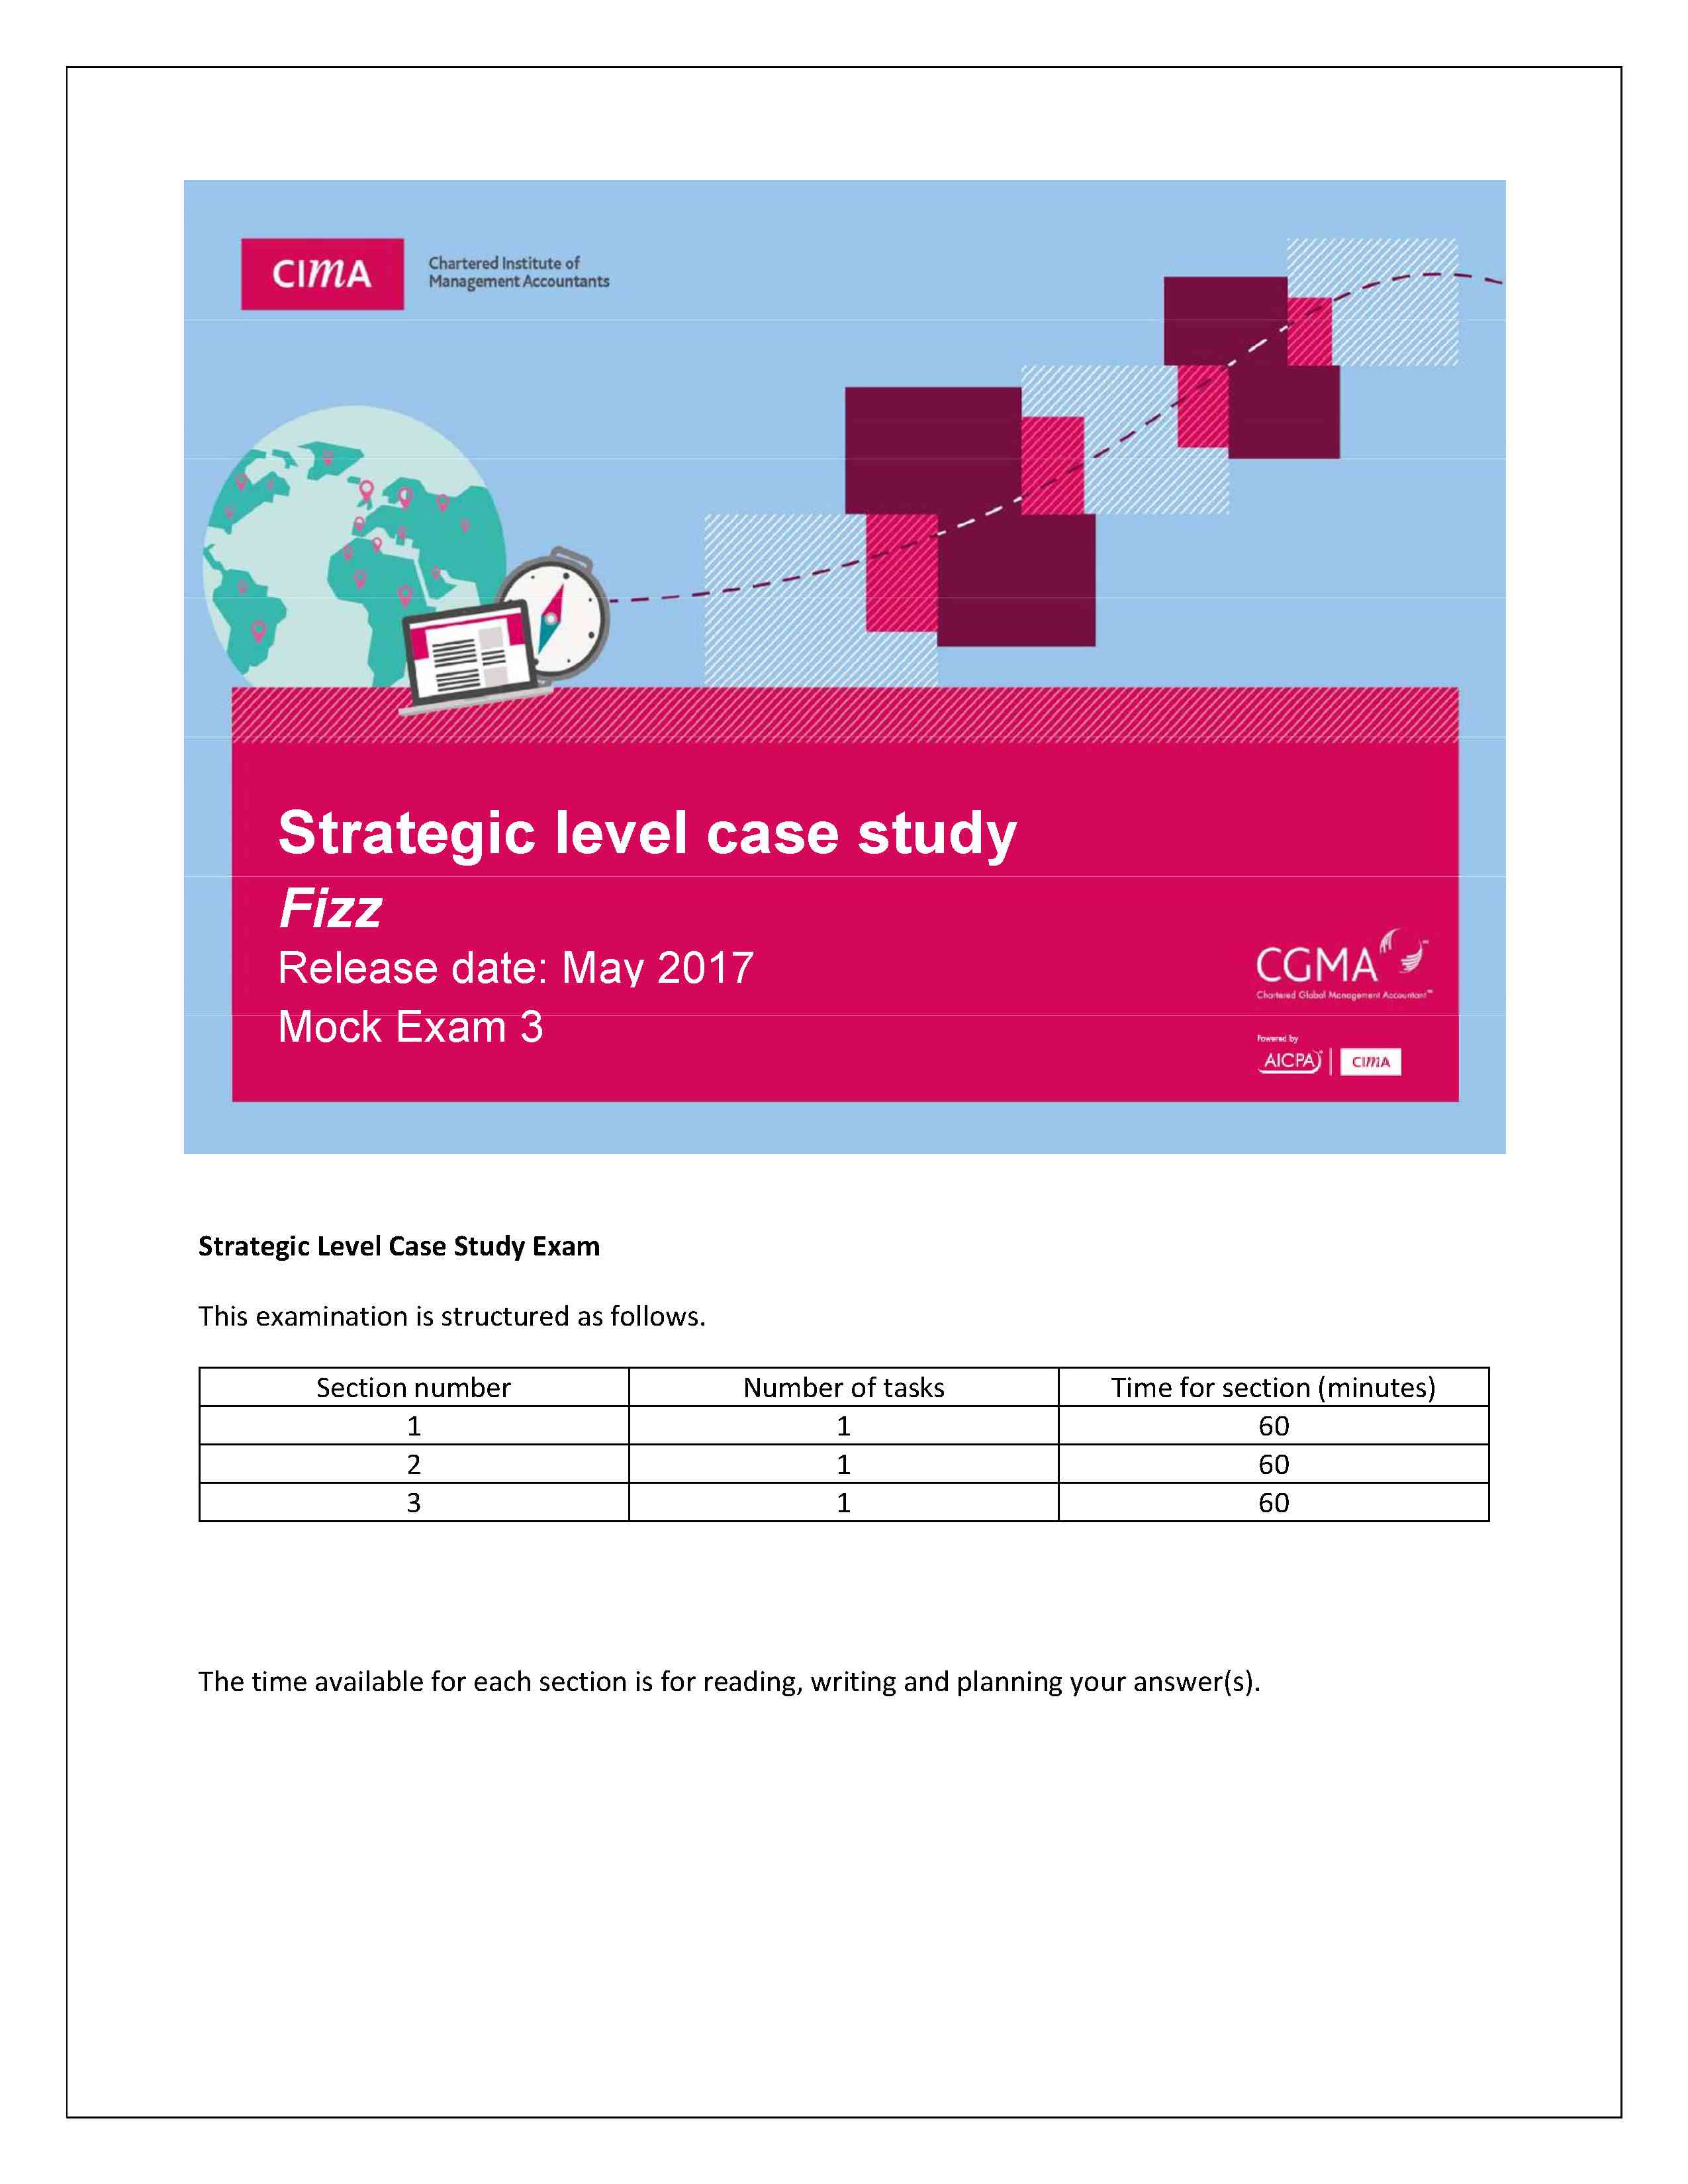 CIMA
Chartered Institute of
Management Accountants
Strategic level case study
Fizz
Release date: May 2017
Mock Exam 3
CGMA
Chartered Global Management Accountant™
Powered by
AICPA
CIMA
Strategic Level Case Study Exam
This examination is structured as follows.
Section number Number of tasks Time for section (minutes)
1 1 60
2 1 60
3 1 60
The time available for each section is for reading, writing and planning your answer(s).